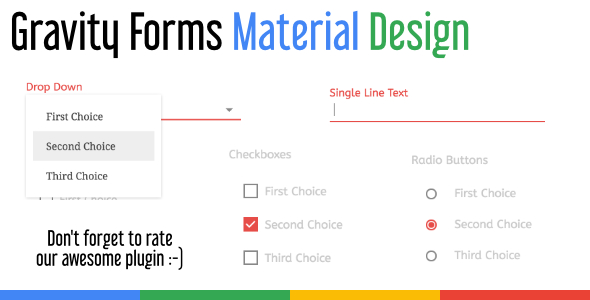 Gravity Forms Material Design
Drop Down
First Choice
Second Choice
Third Choice
Single Line Text
Checkboxes
First Choice
Second Choice
Third Choice
Radio Buttons
First Choice
Second Choice
Third Choice
Don't forget to rate
our awesome plugin :-)